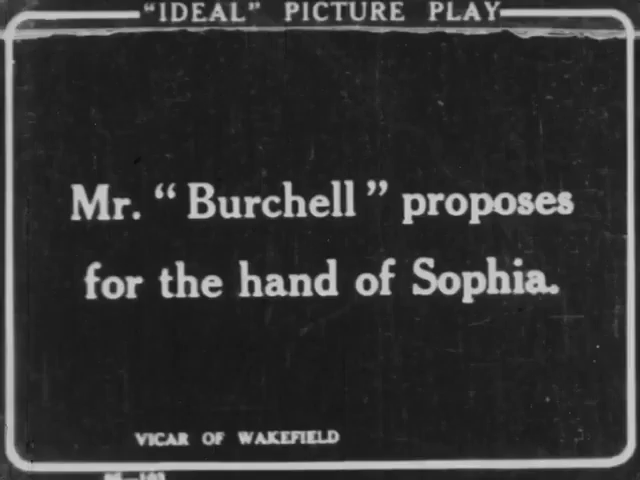 "IDEAL" PICTURE PLAY
Mr. "Burchell" proposes
for the hand of Sophia.
VICAR OF WAKEFIELD